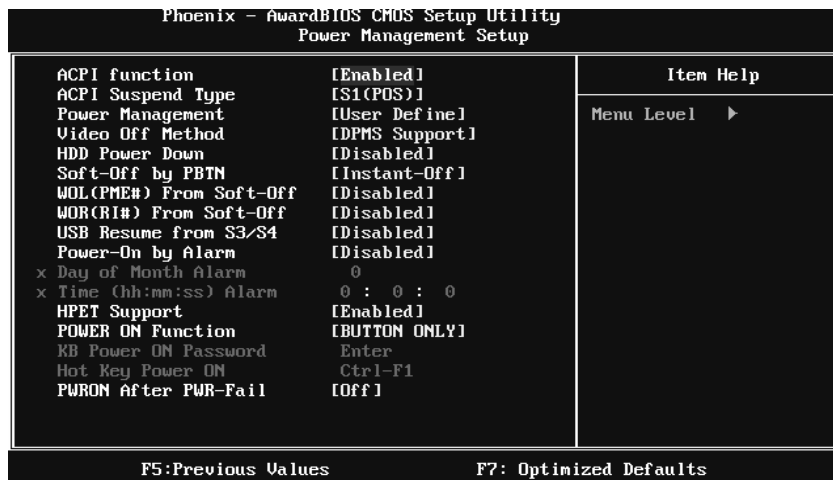 Phoenix - AwardBIOS CMOS Setup Utility
Power Management Setup
ACPI function [Enabled]
ACPI Suspend Type [S1(POS)]
Power Management [User Define]
Video Off Method [DPMS Support]
HDD Power Down [Disabled]
Soft-Off by PBTN [Instant-Off]
WOL(PME#) From Soft-Off [Disabled]
WOR(RI#) From Soft-Off [Disabled]
USB Resume from S3/S4 [Disabled]
Power-On by Alarm [Disabled]
x Day of Month Alarm 0
x Time (hh:mm:ss) Alarm 0 : 0 : 0
HPET Support [Enabled]
POWER ON Function [BUTTON ONLY]
KB Power ON Password Enter
Hot Key Power ON Ctrl-F1
PWRON After PWR-Fail [Off]
Item Help
Menu Level ▶
F5:Previous Values F7: Optimized Defaults